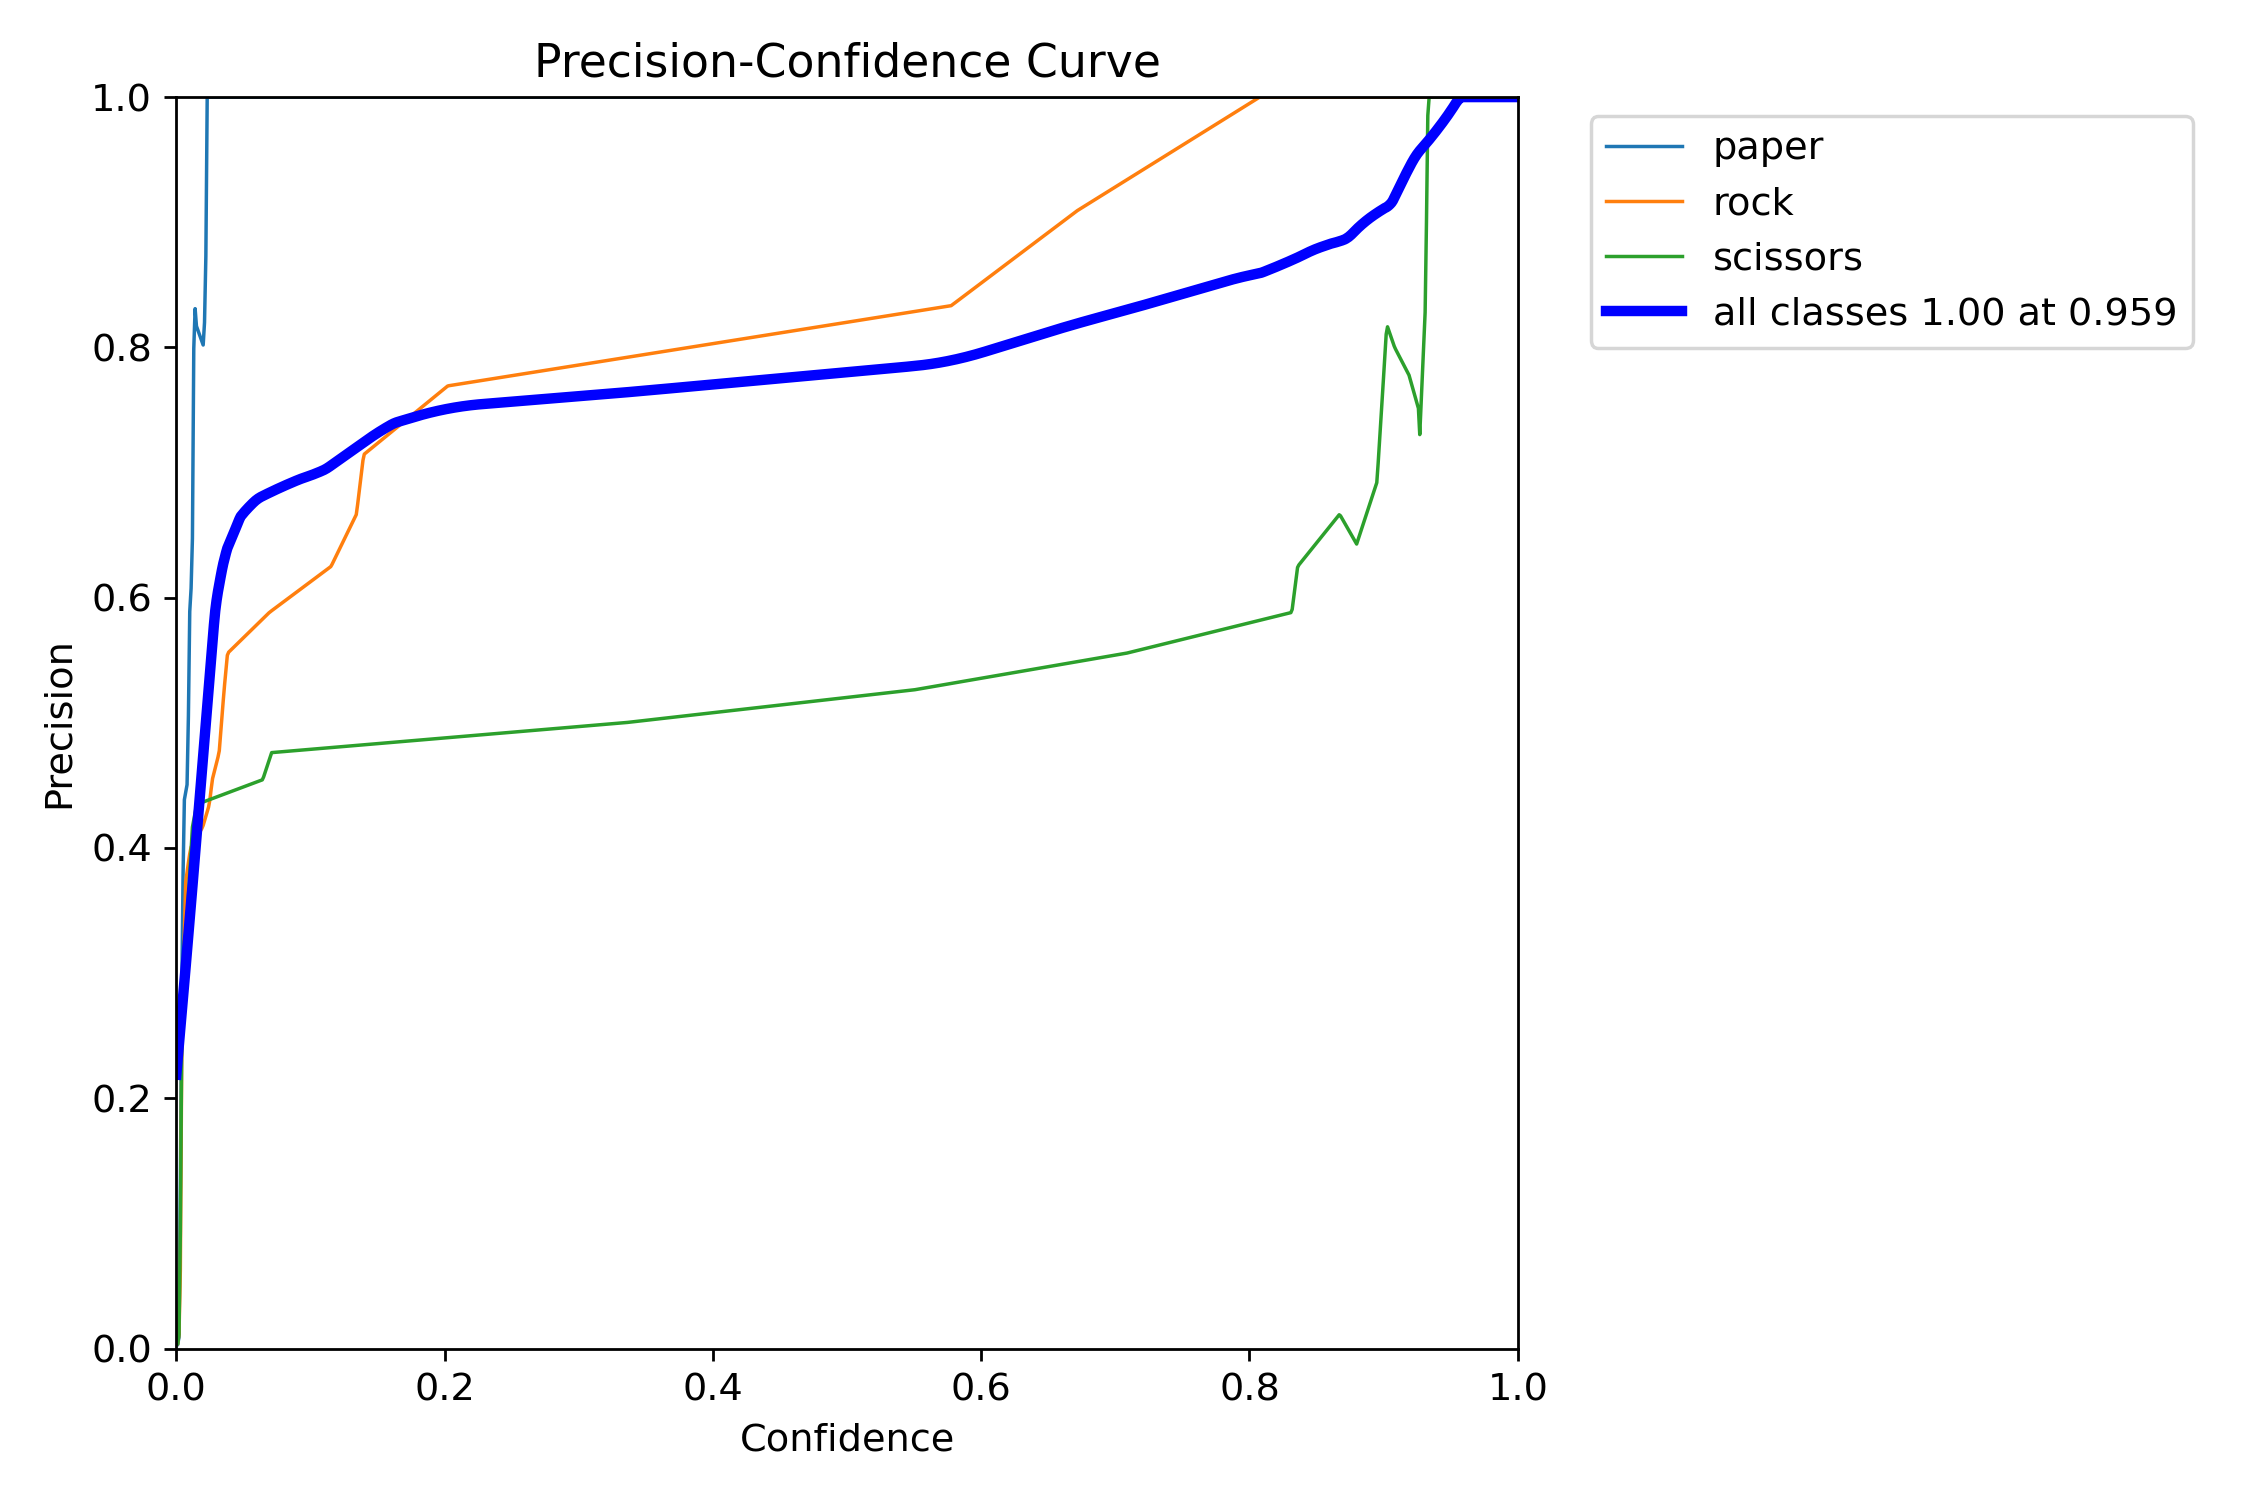 Precision-Confidence Curve
1.0
0.8
0.6
0.4
0.2
0.0
Precision
0.0 0.2 0.4 0.6 0.8 1.0
Confidence
paper
rock
scissors
all classes 1.00 at 0.959